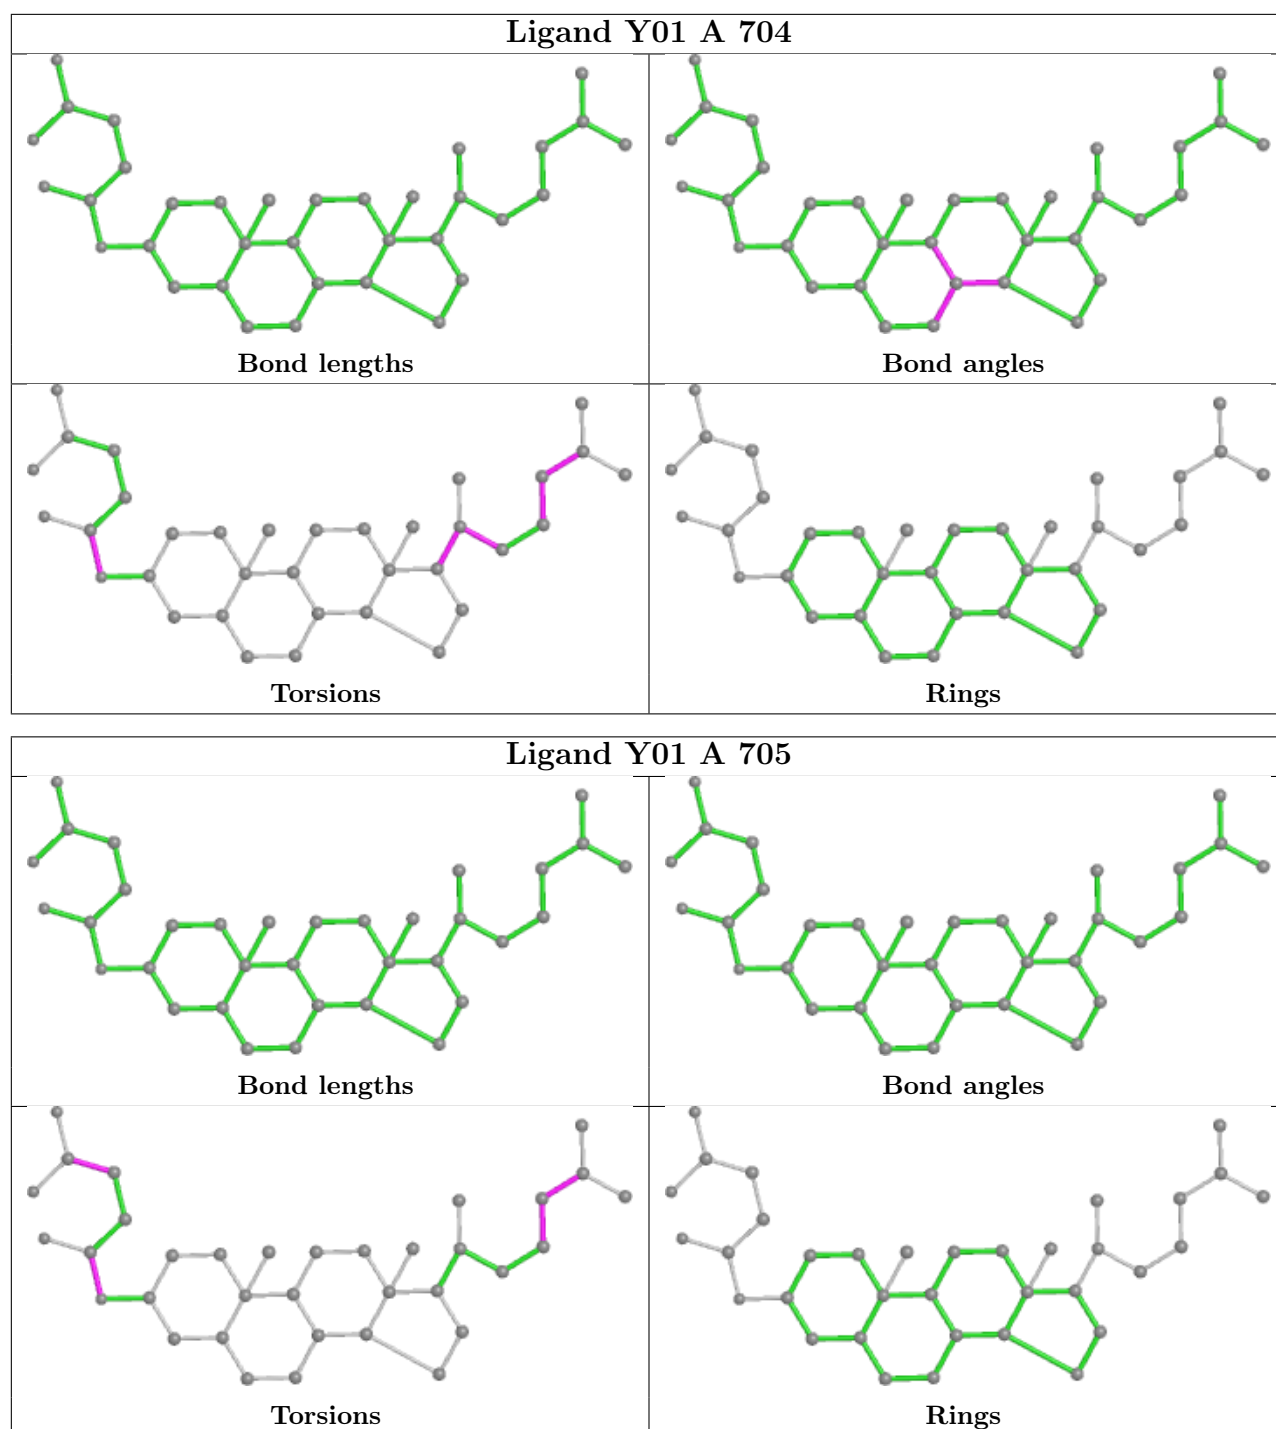 Ligand Y01 A 704
Bond lengths
Bond angles
Torsions
Rings
Ligand Y01 A 705
Bond lengths
Bond angles
Torsions
Rings